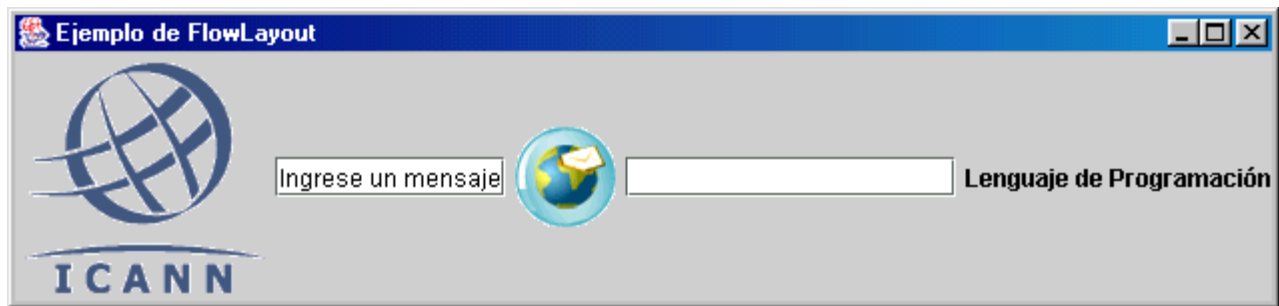 Ejemplo de FlowLayout
Ingrese un mensaje
Lenguaje de Programación
ICANN